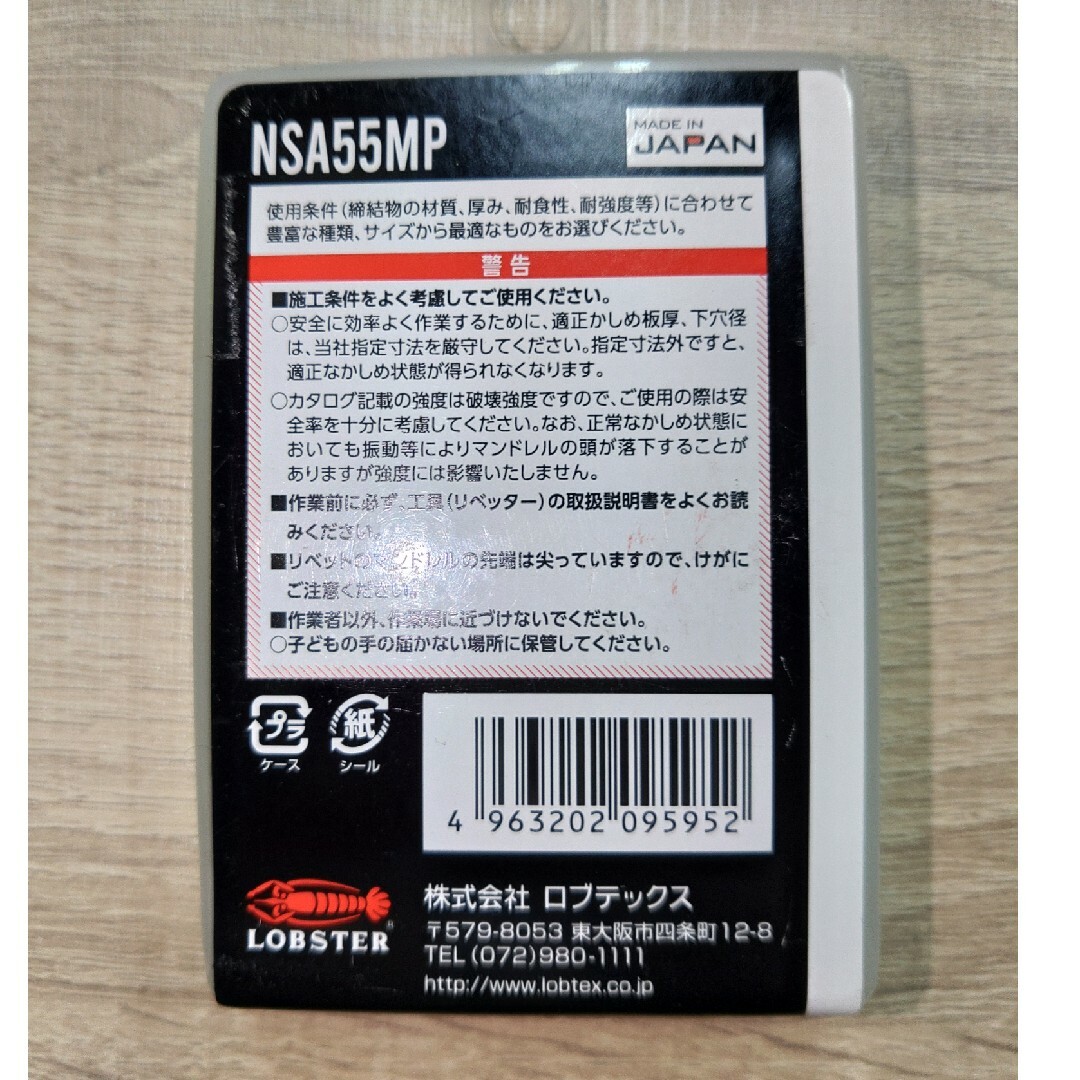 NSA55MP
MADE IN
JAPAN
使用条件(締結物の材質、厚み、耐食性、耐強度等)に合わせて
豊富な種類、サイズから最適なものをお選びください。
警告
■施工条件をよく考慮してご使用ください。
○安全に効率よく作業するために、適正かしめ板厚、下穴径
は、当社指定寸法を厳守してください。指定寸法外ですと、
適正なかしめ状態が得られなくなります。
○カタログ記載の強度は破壊強度ですので、ご使用の際は安
全率を十分に考慮してください。なお、正常なかしめ状態に
おいても振動等によりマンドレルの頭が落下することが
ありますが強度には影響いたしません。
■作業前に必ず、工具(リベッター)の取扱説明書をよくお読
みください。
■リベットのマンドレルの先端は尖っていますので、けがに
ご注意ください。
■作業者以外、作業場に近づけないでください。
○子どもの手の届かない場所に保管してください。
プラ 紙
ケース シール
4 963202 095952
LOBSTER
株式会社 ロブテックス
〒579-8053 東大阪市四条町12-8
TEL(072)980-1111
http://www.lobtex.co.jp